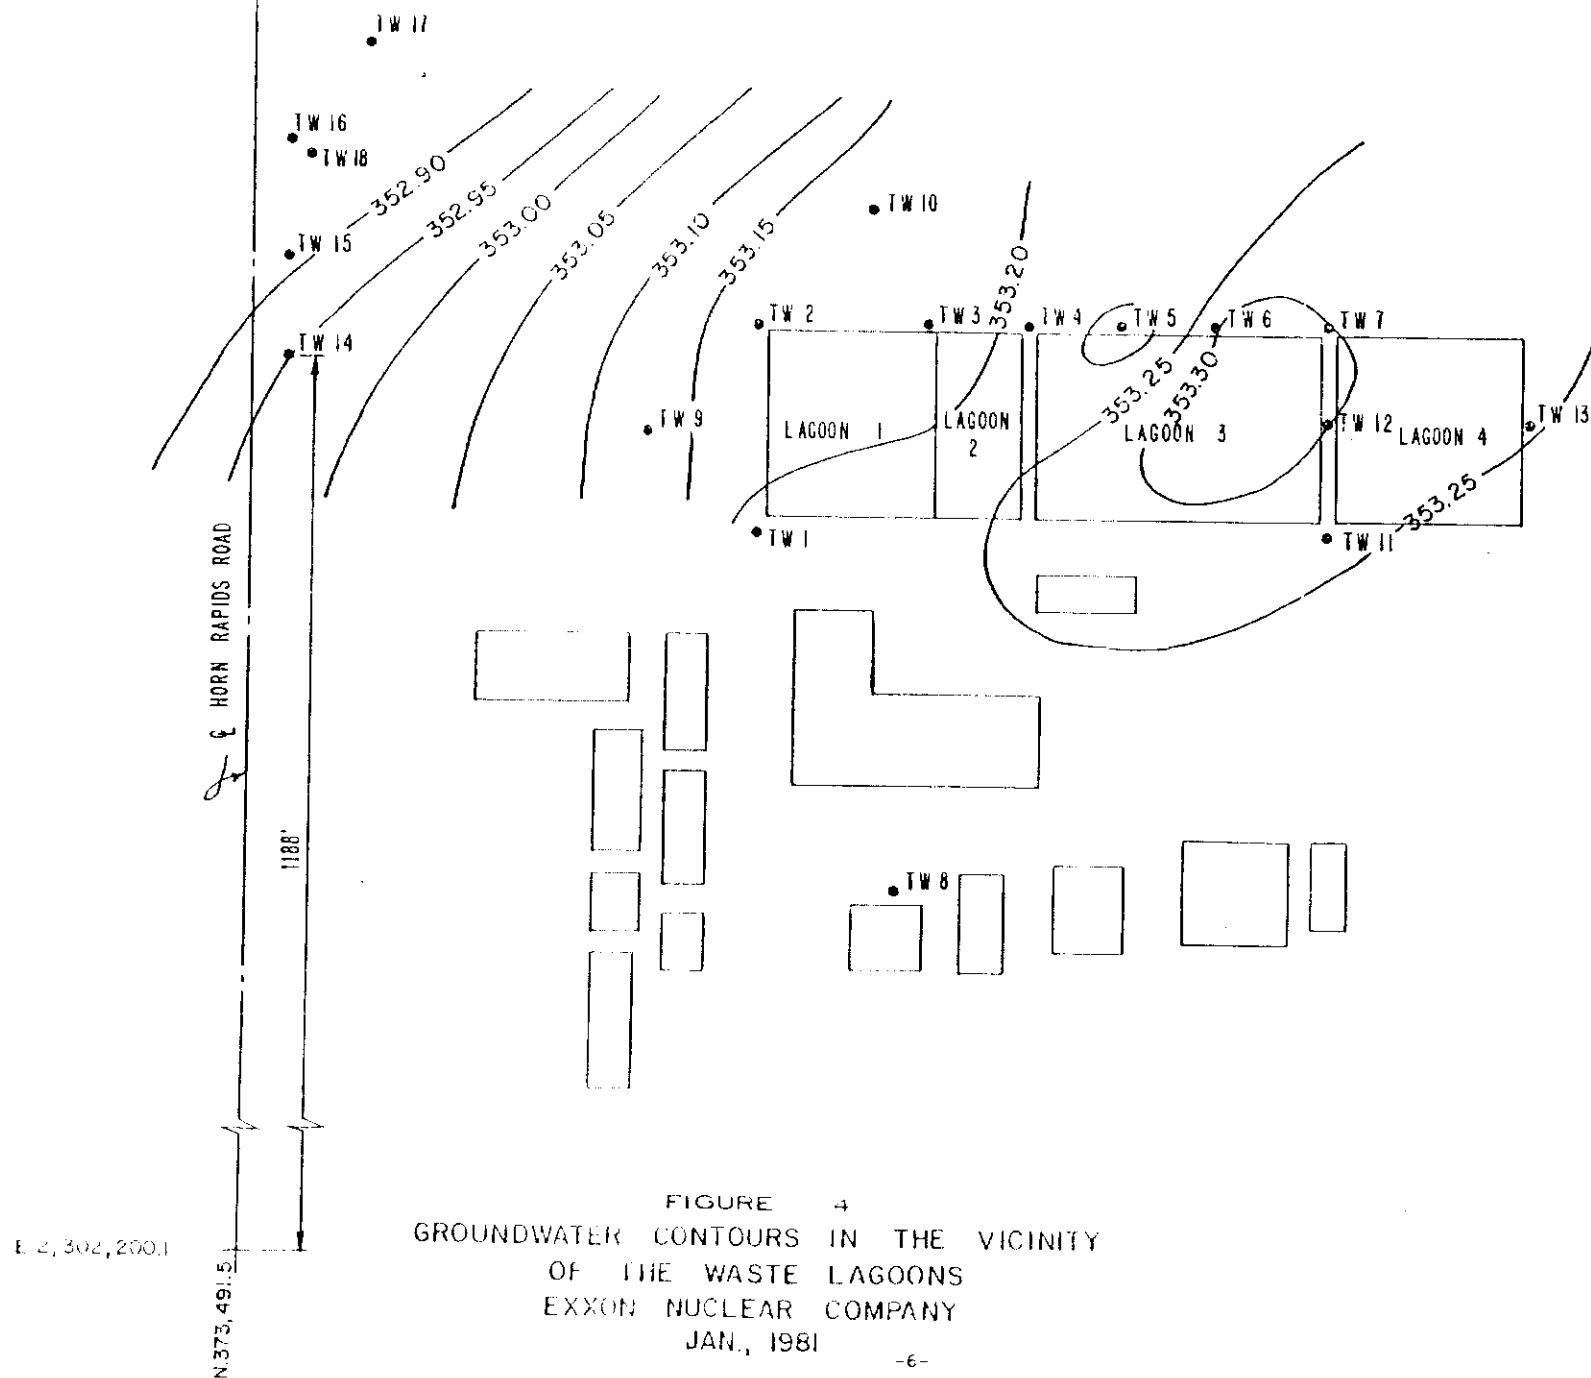 TW 17
TW 16
TW 18
352.90
352.95
353.00
353.05
353.10
353.15
TW 10
TW 15
TW 14
TW 2
TW 3
353.20
TW 4
TW 5
TW 6
TW 7
353.25
353.30
TW 9
LAGOON 1
LAGOON
2
LAGOON 3
TW 12
LAGOON 4
TW 13
353.25
TW 1
TW 11
℄ HORN RAPIDS ROAD
1188'
TW 8
E 2,302,200.1
N.373,491.5
FIGURE 4
GROUNDWATER CONTOURS IN THE VICINITY
OF THE WASTE LAGOONS
EXXON NUCLEAR COMPANY
JAN., 1981
-6-